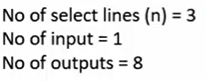 No of select lines (n) = 3
No of input = 1
No of outputs = 8